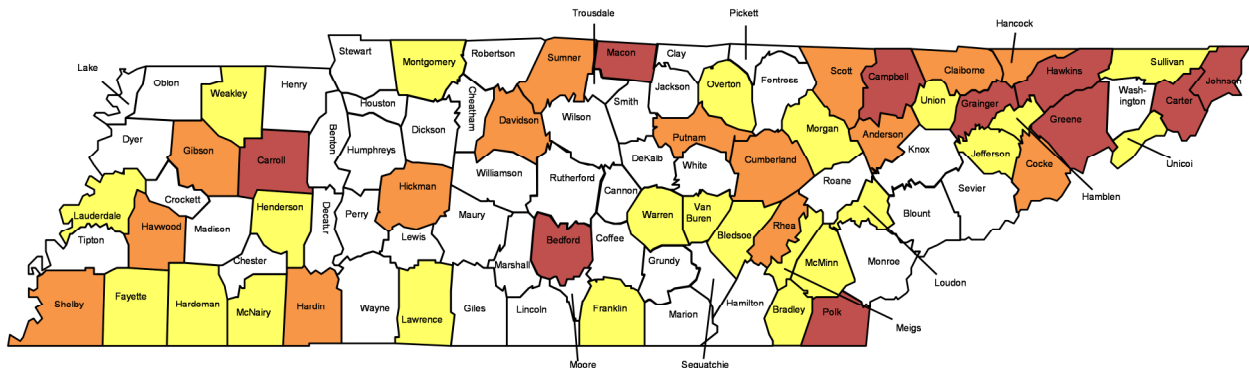 Trousdale
Pickett
Hancock
Lake
Stewart
Montgomery
Robertson
Sumner
Macon
Clay
Scott
Campbell
Claiborne
Hawkins
Sullivan
Johnson
Obion
Weakley
Henry
Houston
Cheatham
Davidson
Wilson
Smith
Jackson
Overton
Fentress
Morgan
Union
Grainger
Greene
Wash-
ington
Carter
Unicoi
Dyer
Gibson
Carroll
Benton
Humphreys
Dickson
Putnam
Anderson
Knox
Jefferson
Cocke
Hamblen
Crockett
Hickman
Williamson
Rutherford
DeKalb
Cannon
White
Cumberland
Roane
Sevier
Lauderdale
Haywood
Madison
Henderson
Decatur
Perry
Lewis
Maury
Bedford
Coffee
Warren
Van
Buren
Bledsoe
Rhea
Blount
Loudon
Tipton
Chester
Marshall
Grundy
McMinn
Monroe
Shelby
Fayette
Hardeman
McNairy
Hardin
Wayne
Lawrence
Giles
Lincoln
Franklin
Marion
Hamilton
Bradley
Polk
Meigs
Moore
Sequatchie